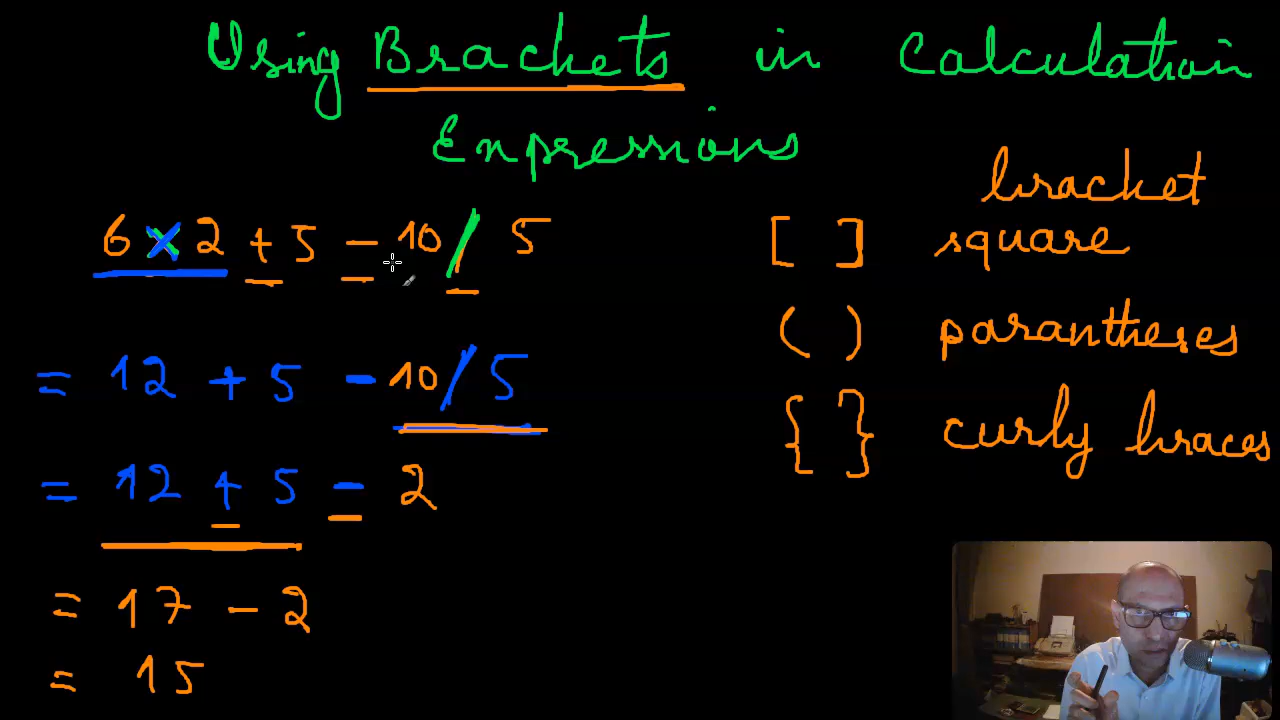 Using Brackets in Calculation
Expressions
6 x 2 + 5 - 10 / 5
= 12 + 5 - 10 / 5
= 12 + 5 - 2
= 17 - 2
= 15
bracket
[ ] square
( ) parantheres
{ } curly braces